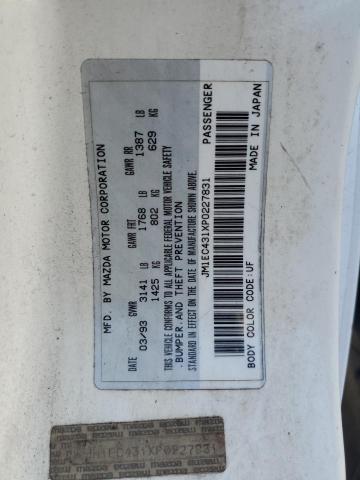 MFD. BY MAZDA MOTOR CORPORATION
DATE GVWR GAWR FRT GAWR RR
03/93 3141 LB 1768 LB 1387 LB
1425 KG 802 KG 629 KG
THIS VEHICLE CONFORMS TO ALL APPLICABLE FEDERAL MOTOR VEHICLE SAFETY
, BUMPER, AND THEFT PREVENTION
STANDARDS IN EFFECT ON THE DATE OF MANUFACTURE SHOWN ABOVE.
JM1EC431XP0227831 PASSENGER
BODY COLOR CODE:UF MADE IN JAPAN
JM1EC431XP0227831